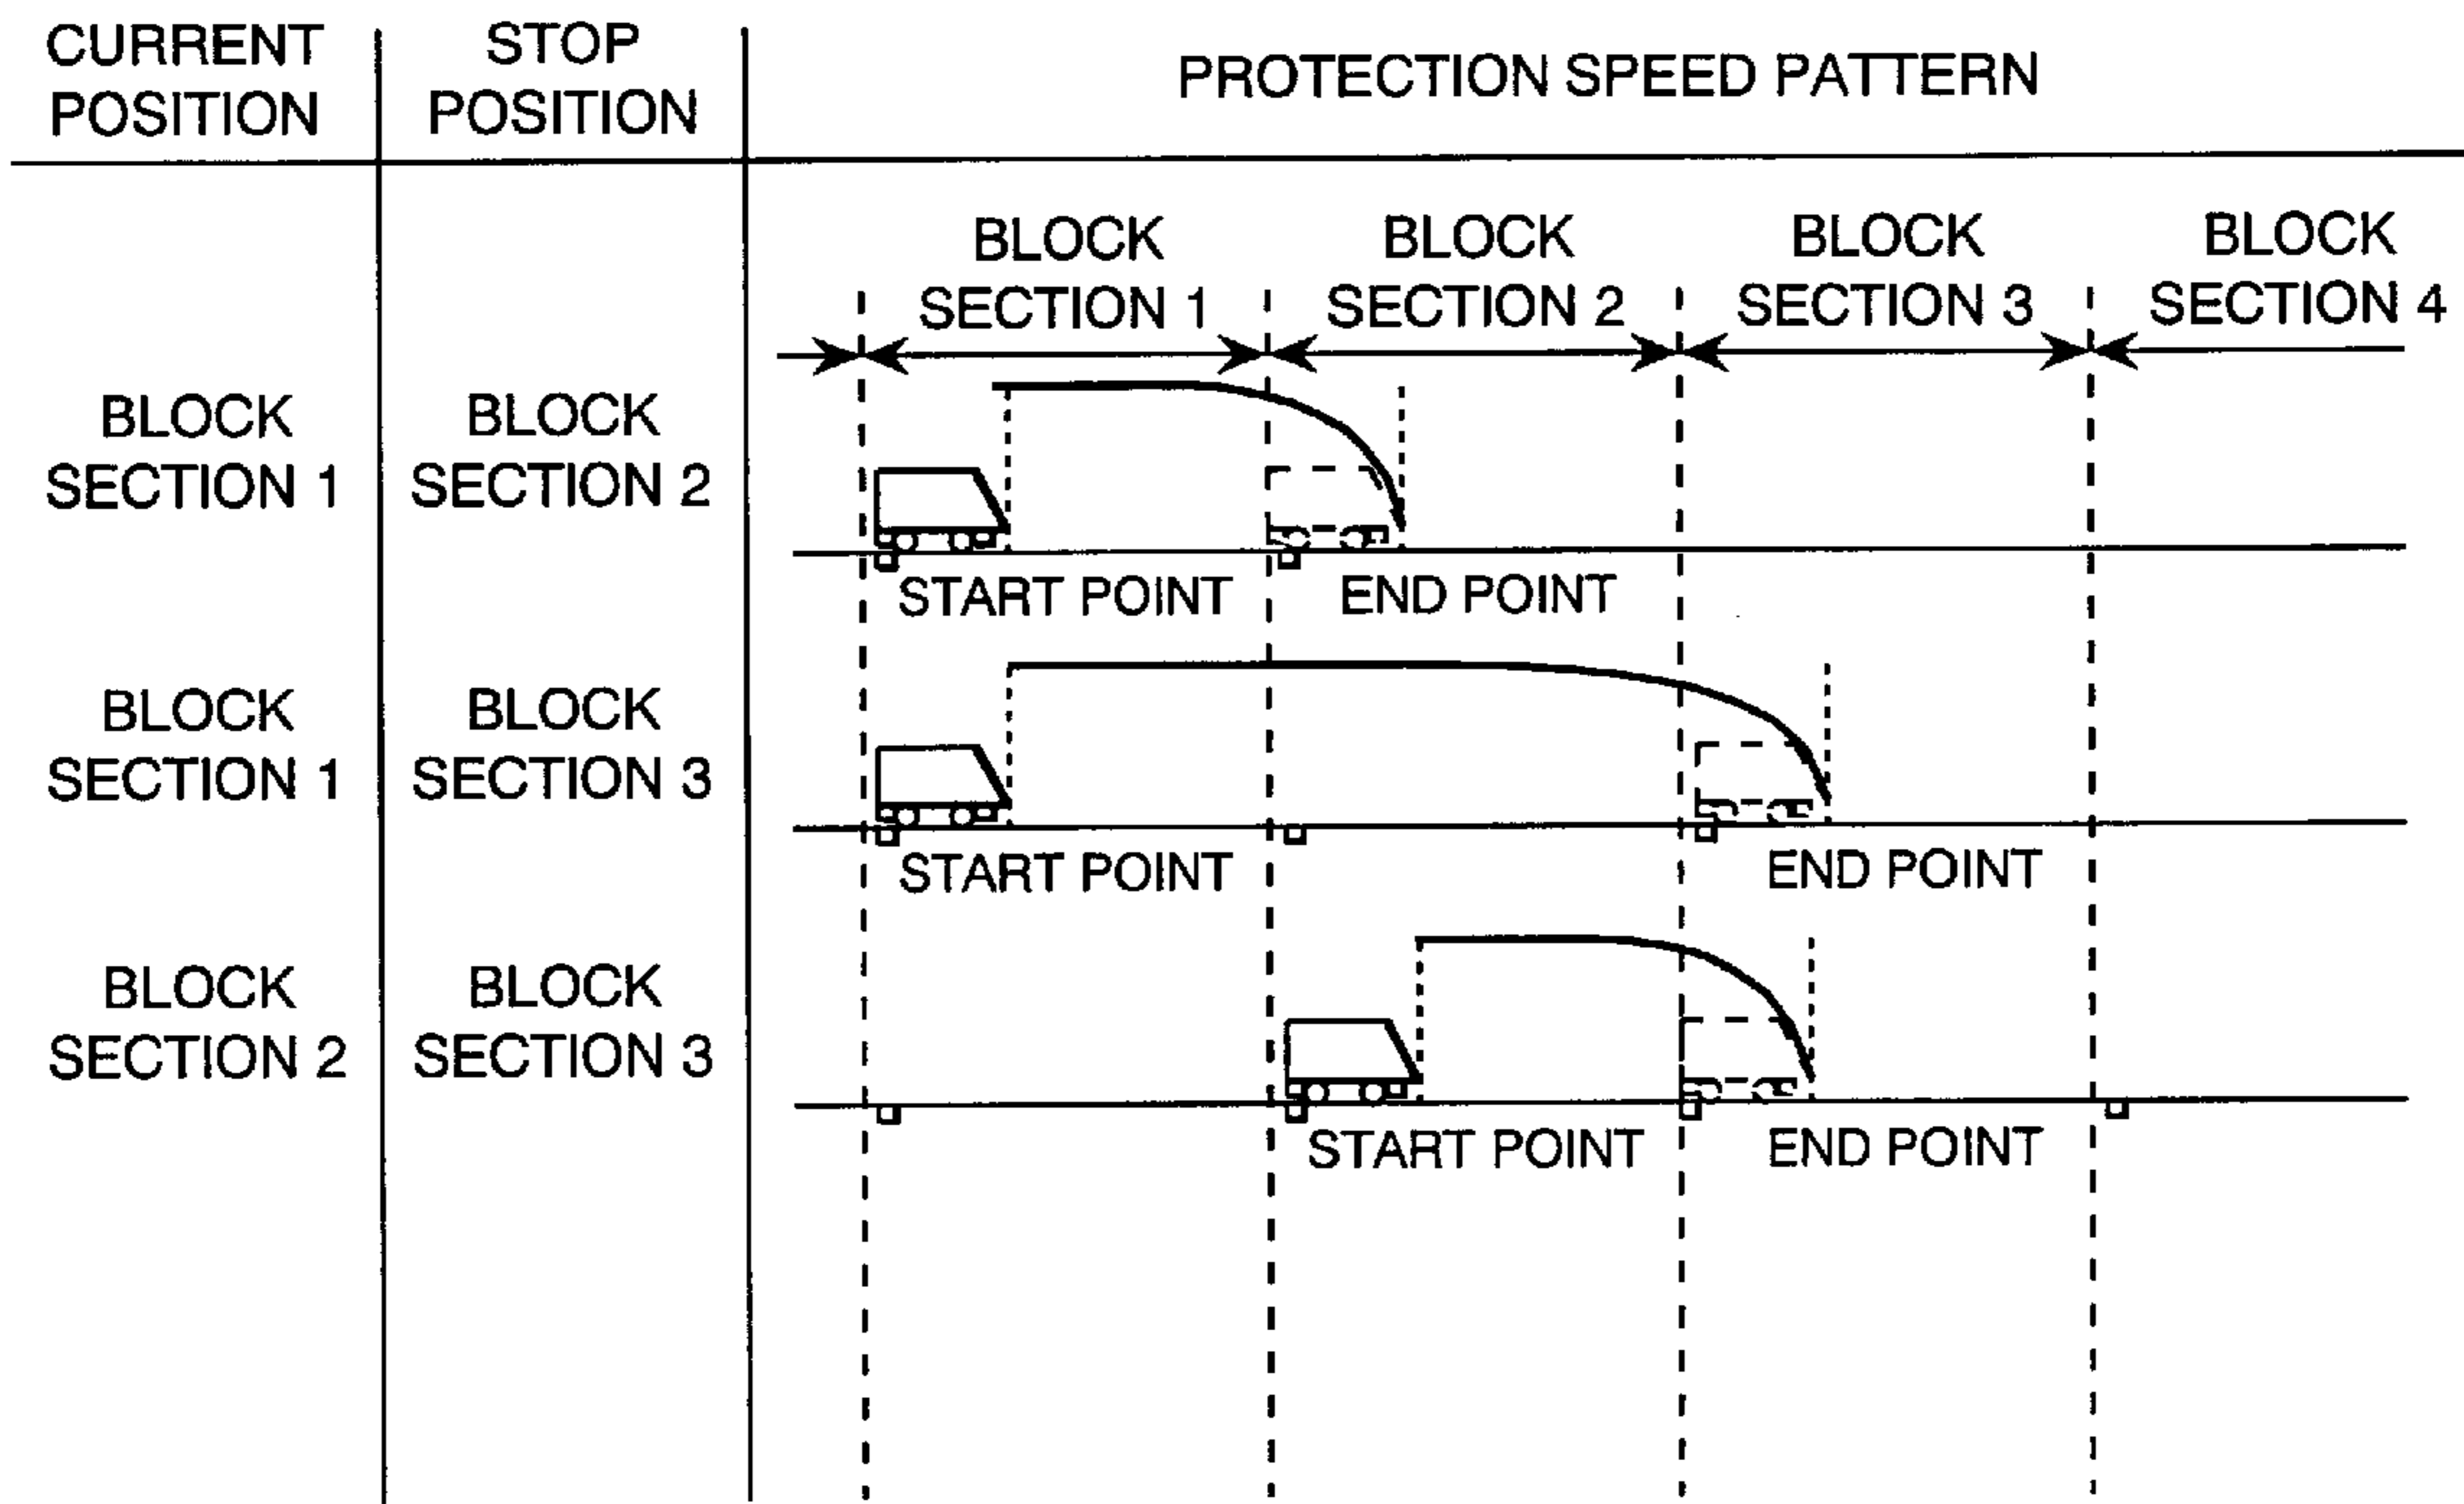 CURRENT
POSITION
STOP
POSITION
PROTECTION SPEED PATTERN
BLOCK
SECTION 1
BLOCK
SECTION 2
BLOCK
SECTION 3
BLOCK
SECTION 4
BLOCK
SECTION 1
BLOCK
SECTION 2
START POINT
END POINT
BLOCK
SECTION 1
BLOCK
SECTION 3
START POINT
END POINT
BLOCK
SECTION 2
BLOCK
SECTION 3
START POINT
END POINT